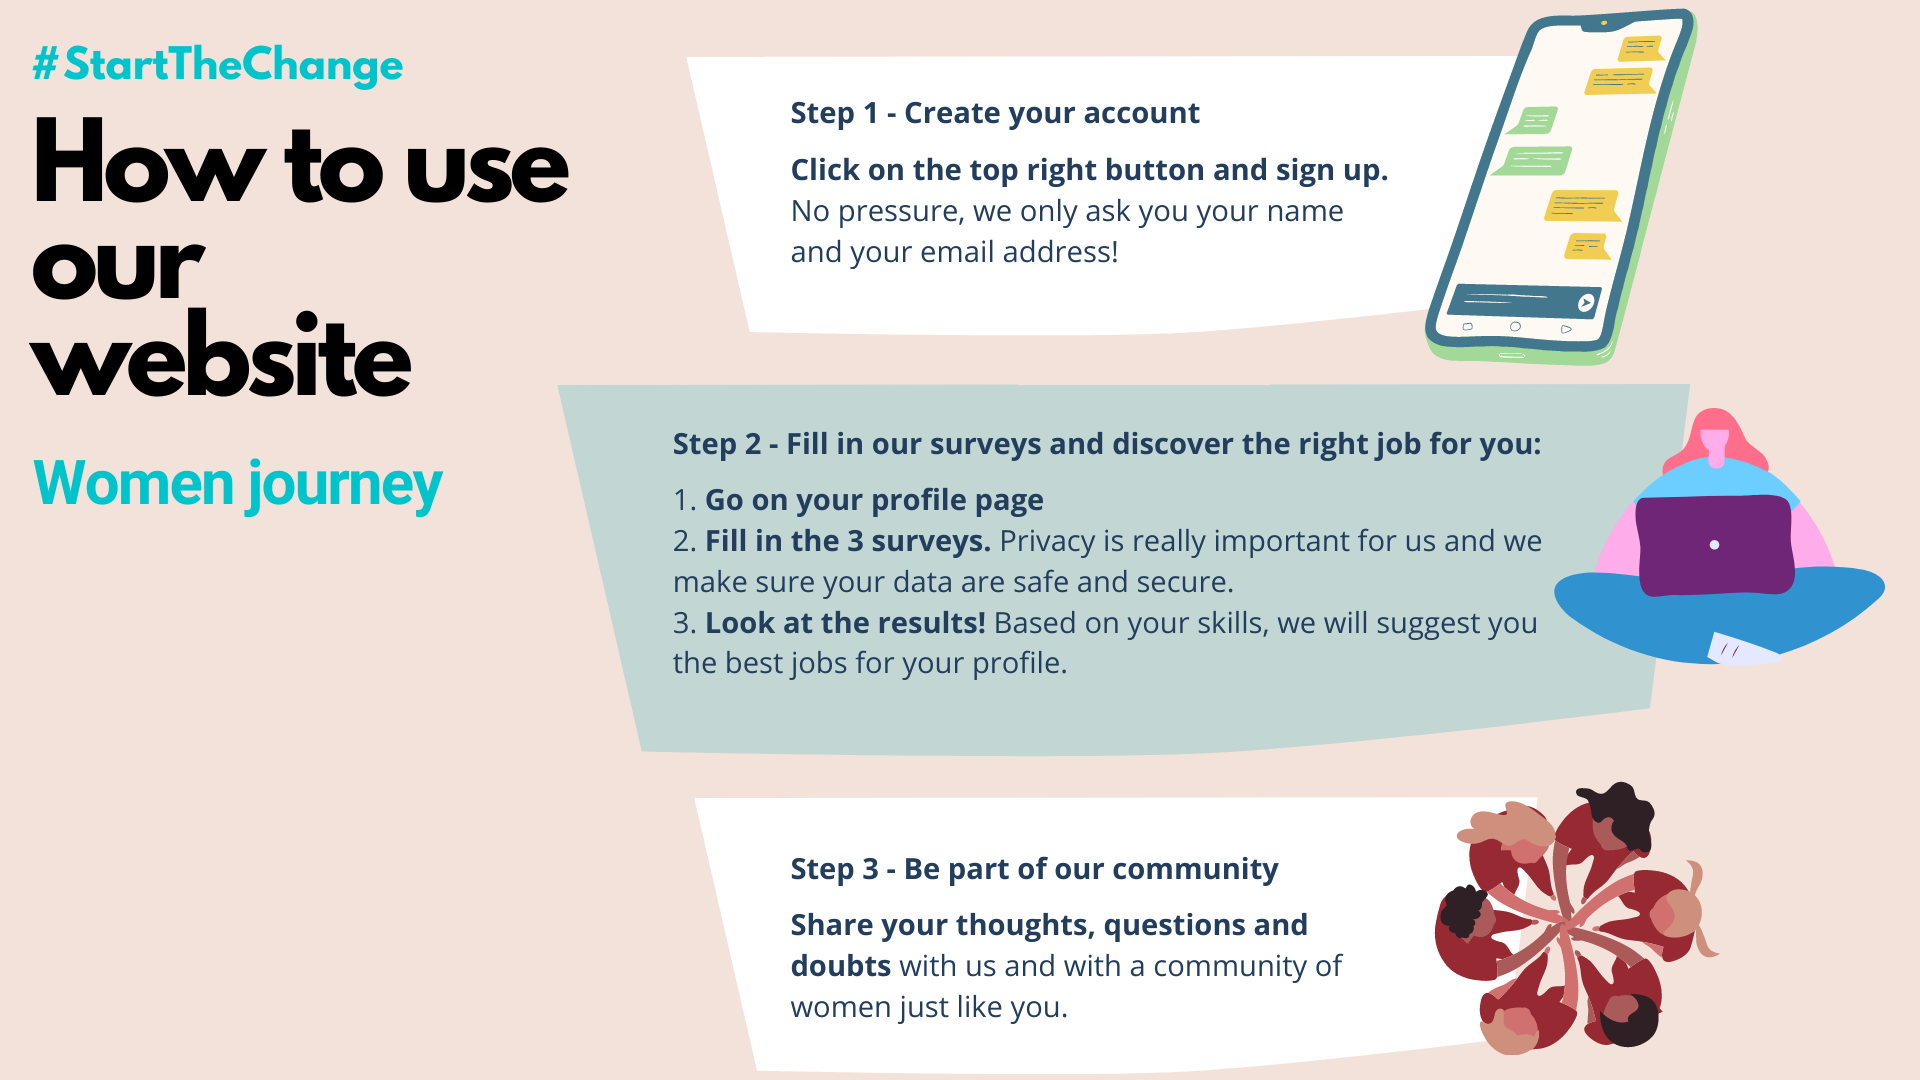 #StartTheChange
How to use
our
website
Women journey
Step 1 - Create your account
Click on the top right button and sign up.
No pressure, we only ask you your name
and your email address!
Step 2 - Fill in our surveys and discover the right job for you:
1. Go on your profile page
2. Fill in the 3 surveys. Privacy is really important for us and we
make sure your data are safe and secure.
3. Look at the results! Based on your skills, we will suggest you
the best jobs for your profile.
Step 3 - Be part of our community
Share your thoughts, questions and
doubts with us and with a community of
women just like you.